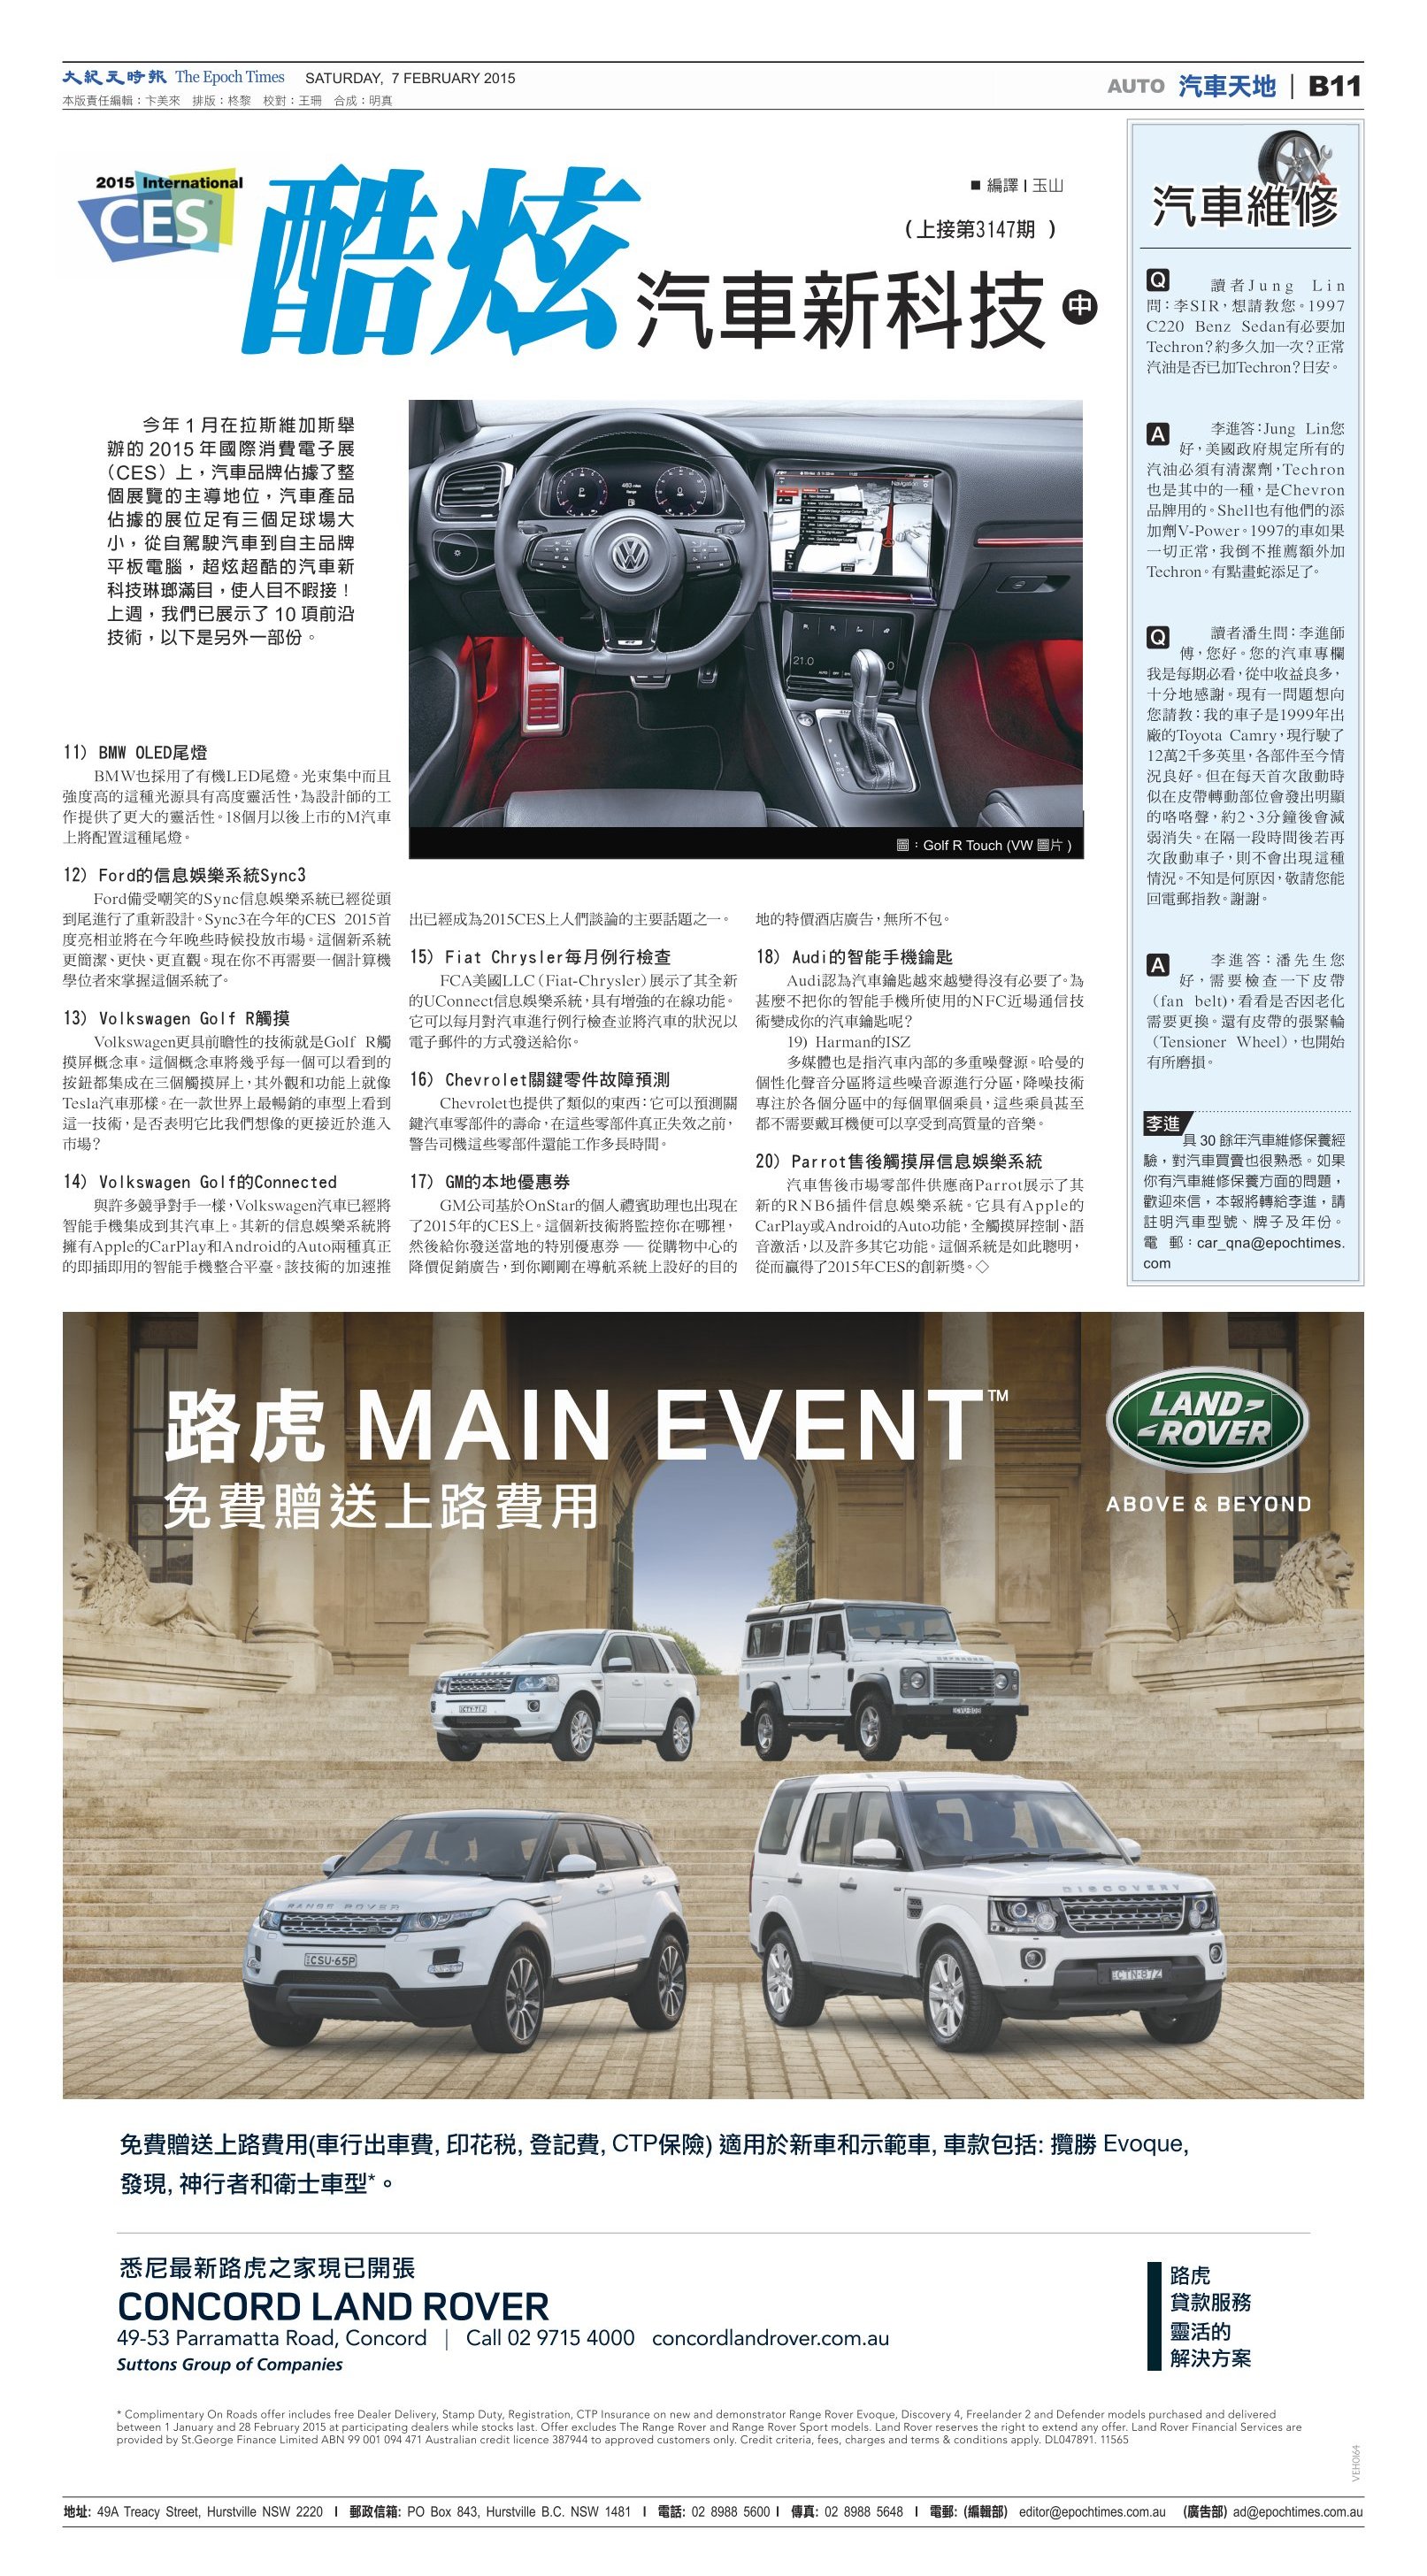 大紀元時報 The Epoch Times SATURDAY, 7 FEBRUARY 2015
本版責任編輯：卞美來 排版：柊黎 校對：王珊 合成：明真
AUTO 汽車天地 | B11
2015 International
CES
酷炫
汽車新科技 中
■ 編譯 | 玉山
（上接第3147期 ）
今年 1 月在拉斯維加斯舉
辦的 2015 年國際消費電子展
（CES）上，汽車品牌佔據了整
個展覽的主導地位，汽車產品
佔據的展位足有三個足球場大
小，從自駕駛汽車到自主品牌
平板電腦，超炫超酷的汽車新
科技琳瑯滿目，使人目不暇接！
上週，我們已展示了 10 項前沿
技術，以下是另外一部份。
圖：Golf R Touch (VW 圖片 )
11) BMW OLED尾燈
BMW也採用了有機LED尾燈。光束集中而且
強度高的這種光源具有高度靈活性，為設計師的工
作提供了更大的靈活性。18個月以後上市的M汽車
上將配置這種尾燈。
12) Ford的信息娛樂系統Sync3
Ford備受嘲笑的Sync信息娛樂系統已經從頭
到尾進行了重新設計。Sync3在今年的CES 2015首
度亮相並將在今年晚些時候投放市場。這個新系統
更簡潔、更快、更直觀。現在你不再需要一個計算機
學位者來掌握這個系統了。
13) Volkswagen Golf R觸摸
Volkswagen更具前瞻性的技術就是Golf R觸
摸屏概念車。這個概念車將幾乎每一個可以看到的
按鈕都集成在三個觸摸屏上，其外觀和功能上就像
Tesla汽車那樣。在一款世界上最暢銷的車型上看到
這一技術，是否表明它比我們想像的更接近於進入
市場？
14) Volkswagen Golf的Connected
與許多競爭對手一樣，Volkswagen汽車已經將
智能手機集成到其汽車上。其新的信息娛樂系統將
擁有Apple的CarPlay和Android的Auto兩種真正
的即插即用的智能手機整合平臺。該技術的加速推
出已經成為2015CES上人們談論的主要話題之一。
15) Fiat Chrysler每月例行檢查
FCA美國LLC（Fiat-Chrysler）展示了其全新
的UConnect信息娛樂系統，具有增強的在線功能。
它可以每月對汽車進行例行檢查並將汽車的狀況以
電子郵件的方式發送給你。
16) Chevrolet關鍵零件故障預測
Chevrolet也提供了類似的東西：它可以預測關
鍵汽車零部件的壽命，在這些零部件真正失效之前，
警告司機這些零部件還能工作多長時間。
17) GM的本地優惠券
GM公司基於OnStar的個人禮賓助理也出現在
了2015年的CES上。這個新技術將監控你在哪裡，
然後給你發送當地的特別優惠券 ── 從購物中心的
降價促銷廣告，到你剛剛在導航系統上設好的目的
地的特價酒店廣告，無所不包。
18) Audi的智能手機鑰匙
Audi認為汽車鑰匙越來越變得沒有必要了。為
甚麼不把你的智能手機所使用的NFC近場通信技
術變成你的汽車鑰匙呢？
19) Harman的ISZ
多媒體也是指汽車內部的多重噪聲源。哈曼的
個性化聲音分區將這些噪音源進行分區，降噪技術
專注於各個分區中的每個單個乘員，這些乘員甚至
都不需要戴耳機便可以享受到高質量的音樂。
20) Parrot售後觸摸屏信息娛樂系統
汽車售後市場零部件供應商Parrot展示了其
新的RNB6插件信息娛樂系統。它具有Apple的
CarPlay或Android的Auto功能，全觸摸屏控制、語
音激活，以及許多其它功能。這個系統是如此聰明，
從而贏得了2015年CES的創新獎。◇
汽車維修
Q 讀者Jung Lin
問：李SIR，想請教您。1997
C220 Benz Sedan有必要加
Techron？約多久加一次？正常
汽油是否已加Techron？日安。
A 李進答：Jung Lin您
好，美國政府規定所有的
汽油必須有清潔劑，Techron
也是其中的一種，是Chevron
品牌用的。Shell也有他們的添
加劑V-Power。1997的車如果
一切正常，我倒不推薦額外加
Techron。有點畫蛇添足了。
Q 讀者潘生問：李進師
傅，您好。您的汽車專欄
我是每期必看，從中收益良多，
十分地感謝。現有一問題想向
您請教：我的車子是1999年出
廠的Toyota Camry，現行駛了
12萬2千多英里，各部件至今情
況良好。但在每天首次啟動時
似在皮帶轉動部位會發出明顯
的咯咯聲，約2、3分鐘後會減
弱消失。在隔一段時間後若再
次啟動車子，則不會出現這種
情況。不知是何原因，敬請您能
回電郵指教。謝謝。
A 李進答：潘先生您
好，需要檢查一下皮帶
（fan belt)，看看是否因老化
需要更換。還有皮帶的張緊輪
（Tensioner Wheel），也開始
有所磨損。
李進
具 30 餘年汽車維修保養經
驗，對汽車買賣也很熟悉。如果
你有汽車維修保養方面的問題，
歡迎來信，本報將轉給李進，請
註明汽車型號、牌子及年份。
電 郵：car_qna@epochtimes.
com
路虎 MAIN EVENT™
免費贈送上路費用
LAND-
-ROVER
ABOVE & BEYOND
DEFENDER
RANGE ROVER
CSU·65P
DISCOVERY
CTN·87Z
免費贈送上路費用(車行出車費, 印花稅, 登記費, CTP保險) 適用於新車和示範車, 車款包括: 攬勝 Evoque,
發現, 神行者和衛士車型*。
悉尼最新路虎之家現已開張
CONCORD LAND ROVER
49-53 Parramatta Road, Concord | Call 02 9715 4000 concordlandrover.com.au
Suttons Group of Companies
路虎
貸款服務
靈活的
解決方案
* Complimentary On Roads offer includes free Dealer Delivery, Stamp Duty, Registration, CTP Insurance on new and demonstrator Range Rover Evoque, Discovery 4, Freelander 2 and Defender models purchased and delivered
between 1 January and 28 February 2015 at participating dealers while stocks last. Offer excludes The Range Rover and Range Rover Sport models. Land Rover reserves the right to extend any offer. Land Rover Financial Services are
provided by St.George Finance Limited ABN 99 001 094 471 Australian credit licence 387944 to approved customers only. Credit criteria, fees, charges and terms & conditions apply. DL047891. 11565
VEH0164
地址: 49A Treacy Street, Hurstville NSW 2220 | 郵政信箱: PO Box 843, Hurstville B.C. NSW 1481 | 電話: 02 8988 5600 | 傳真: 02 8988 5648 | 電郵: (編輯部) editor@epochtimes.com.au (廣告部) ad@epochtimes.com.au